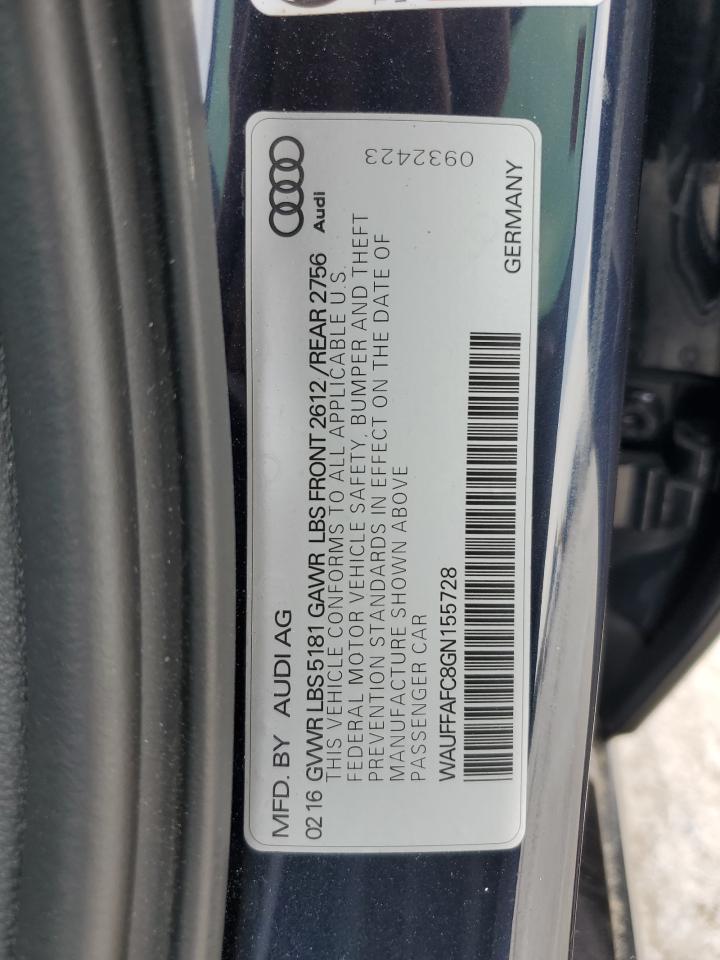 MFD. BY AUDI AG
Audi
02 16 GVWR LBS 5181 GAWR LBS FRONT 2612 /REAR 2756
THIS VEHICLE CONFORMS TO ALL APPLICABLE U.S.
FEDERAL MOTOR VEHICLE SAFETY, BUMPER AND THEFT
PREVENTION STANDARDS IN EFFECT ON THE DATE OF
MANUFACTURE SHOWN ABOVE
PASSENGER CAR
0932423
WAUFFAFC8GN155728
GERMANY